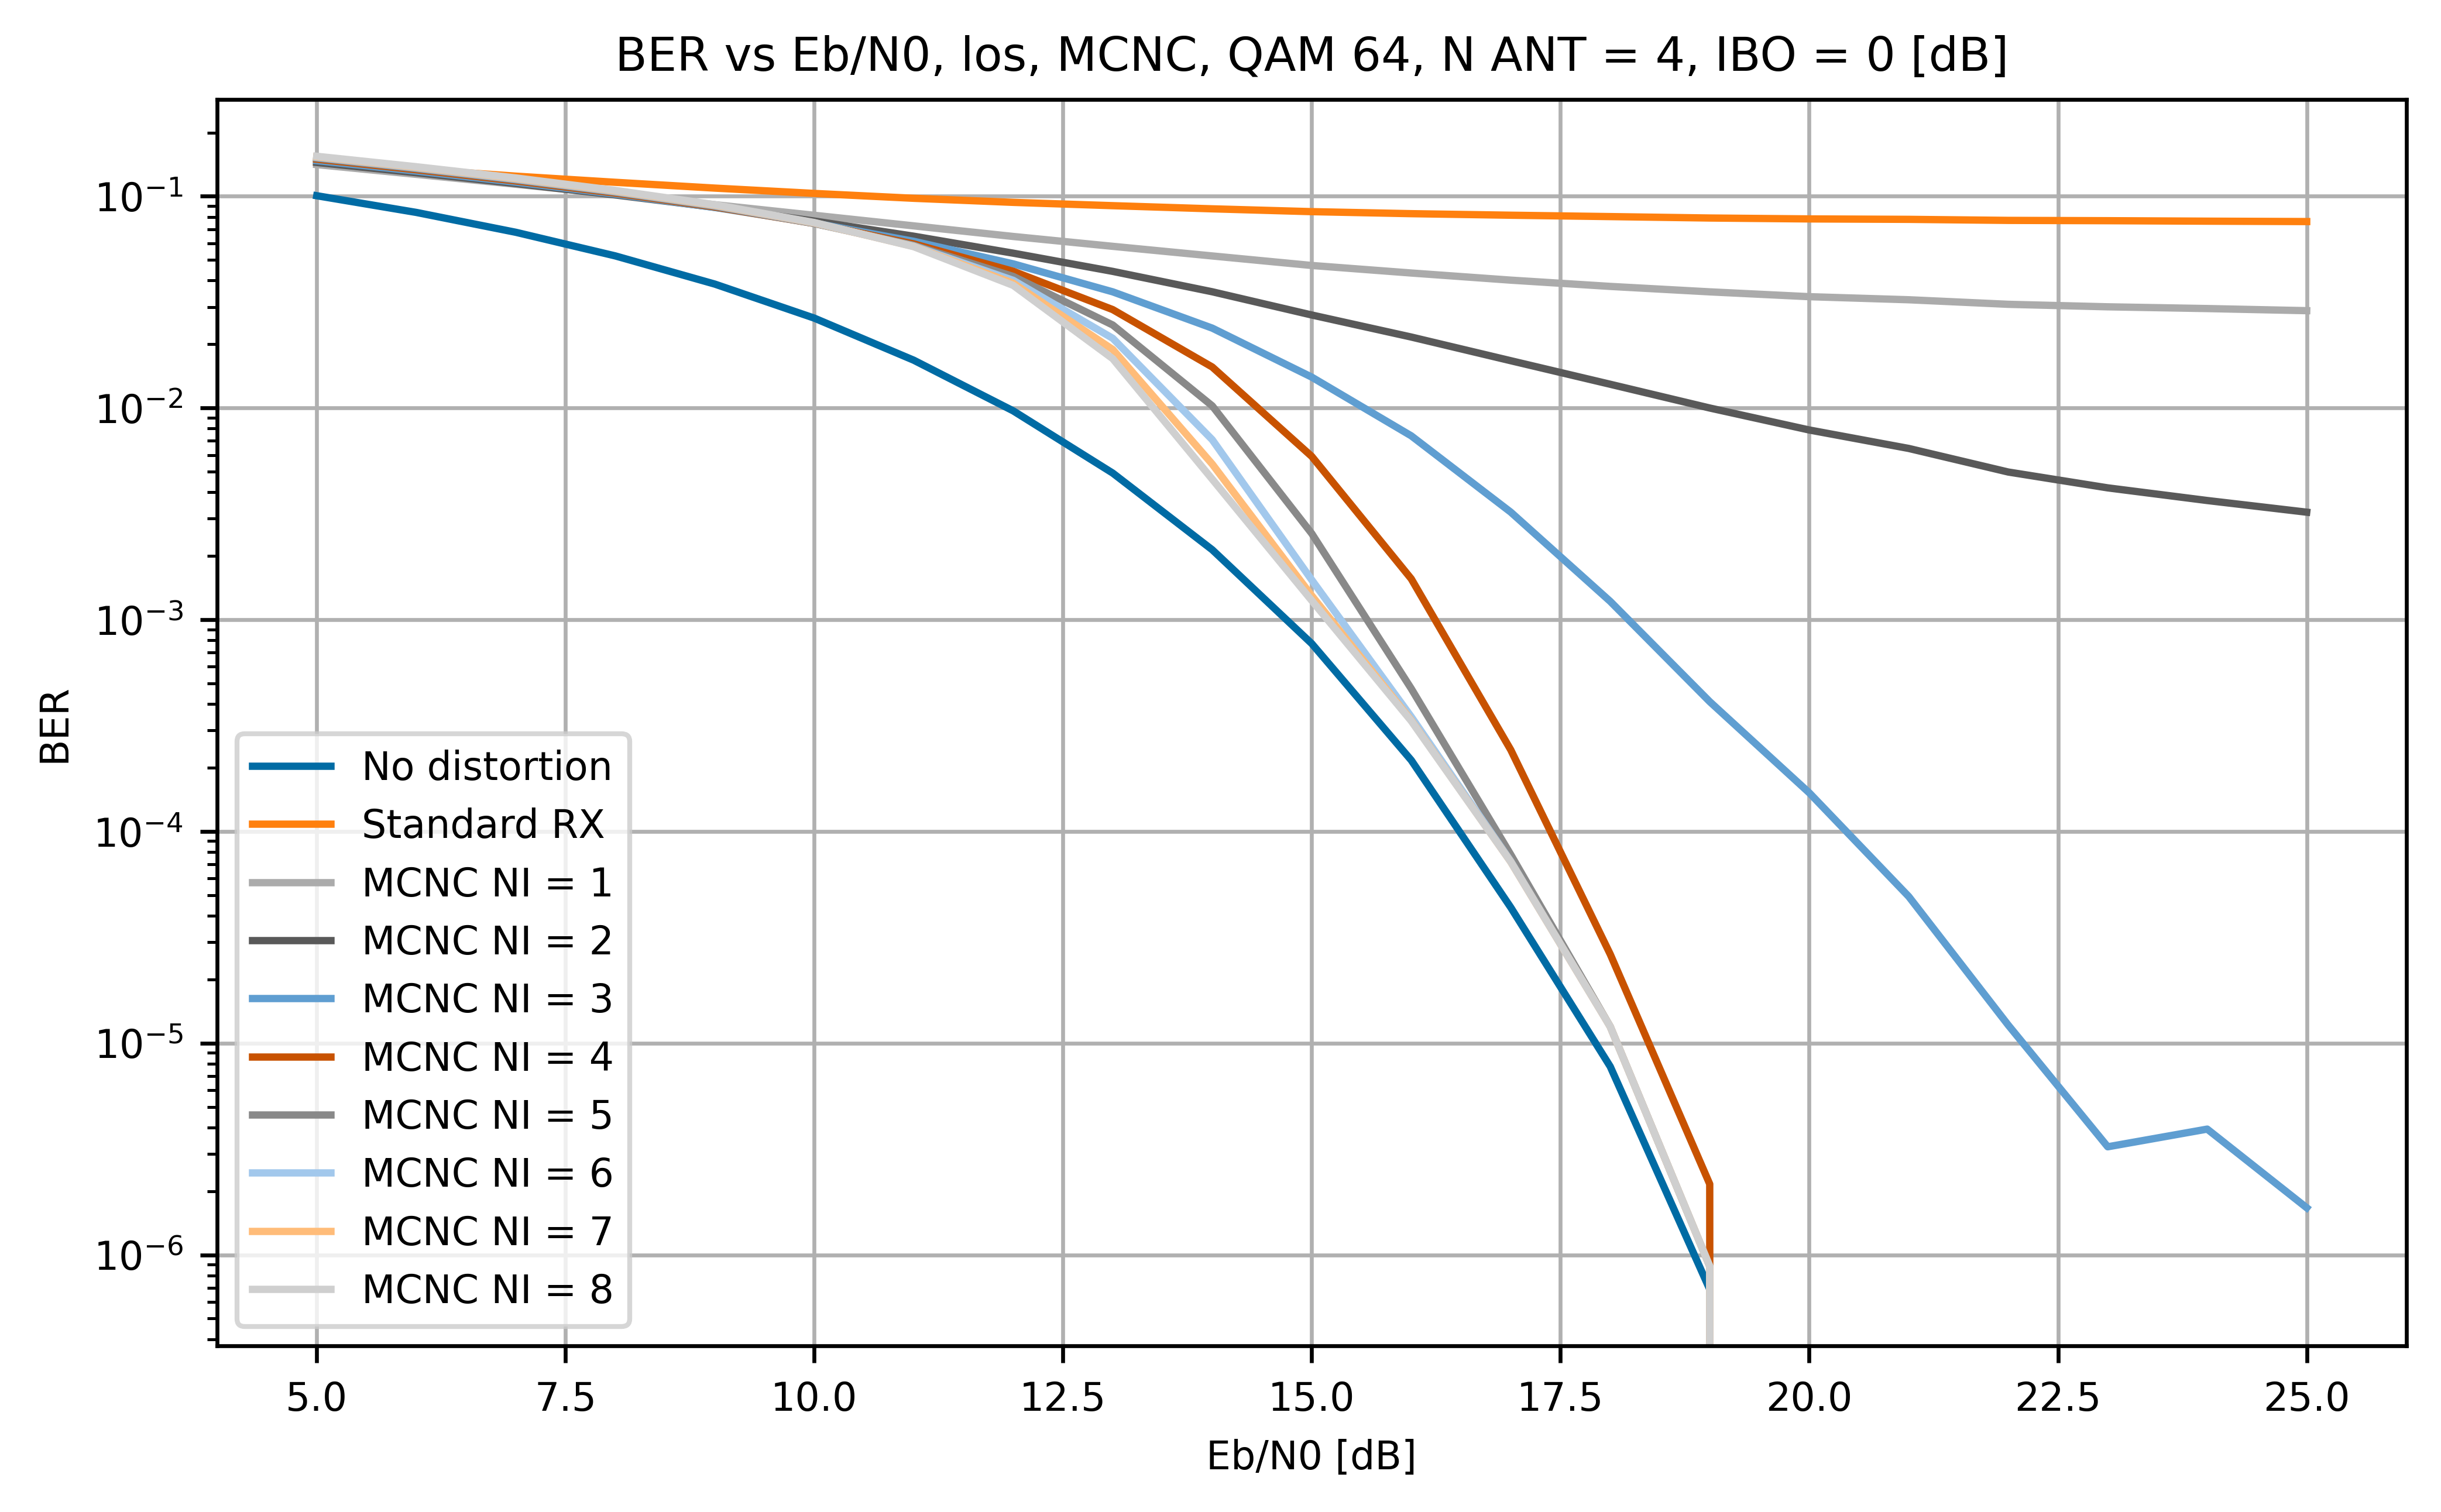 BER vs Eb/N0, los, MCNC, QAM 64, N ANT = 4, IBO = 0 [dB]
BER
10⁻¹
10⁻²
10⁻³
10⁻⁴
10⁻⁵
10⁻⁶
No distortion
Standard RX
MCNC NI = 1
MCNC NI = 2
MCNC NI = 3
MCNC NI = 4
MCNC NI = 5
MCNC NI = 6
MCNC NI = 7
MCNC NI = 8
5.0 7.5 10.0 12.5 15.0 17.5 20.0 22.5 25.0
Eb/N0 [dB]